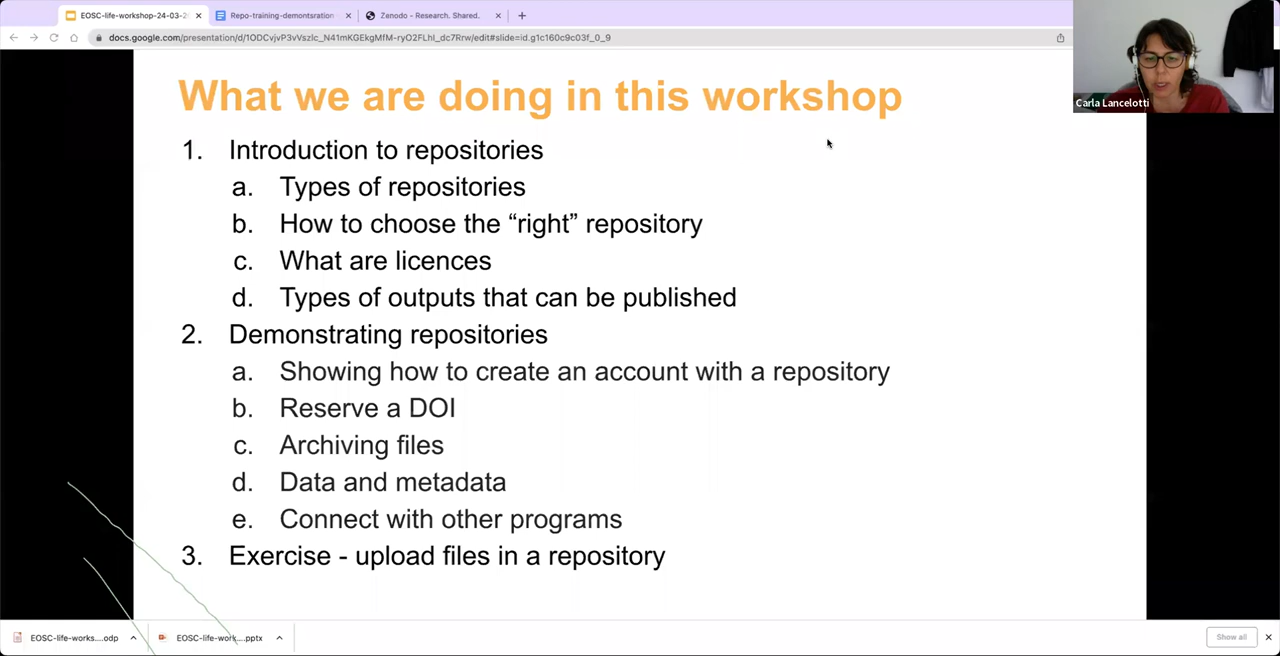 EOSC-life-workshop-24-03-2
Repo-training-demontsration
Zenodo - Research. Shared.
docs.google.com/presentation/d/1ODCvjvP3vVszlc_N41mKGEkgMfM-ryO2FLhl_dc7Rrw/edit#slide=id.g1c160c9c03f_0_9
Carla Lancelotti
What we are doing in this workshop
1. Introduction to repositories
a. Types of repositories
b. How to choose the “right” repository
c. What are licences
d. Types of outputs that can be published
2. Demonstrating repositories
a. Showing how to create an account with a repository
b. Reserve a DOI
c. Archiving files
d. Data and metadata
e. Connect with other programs
3. Exercise - upload files in a repository
EOSC-life-works....odp
EOSC-life-work....pptx
Show all